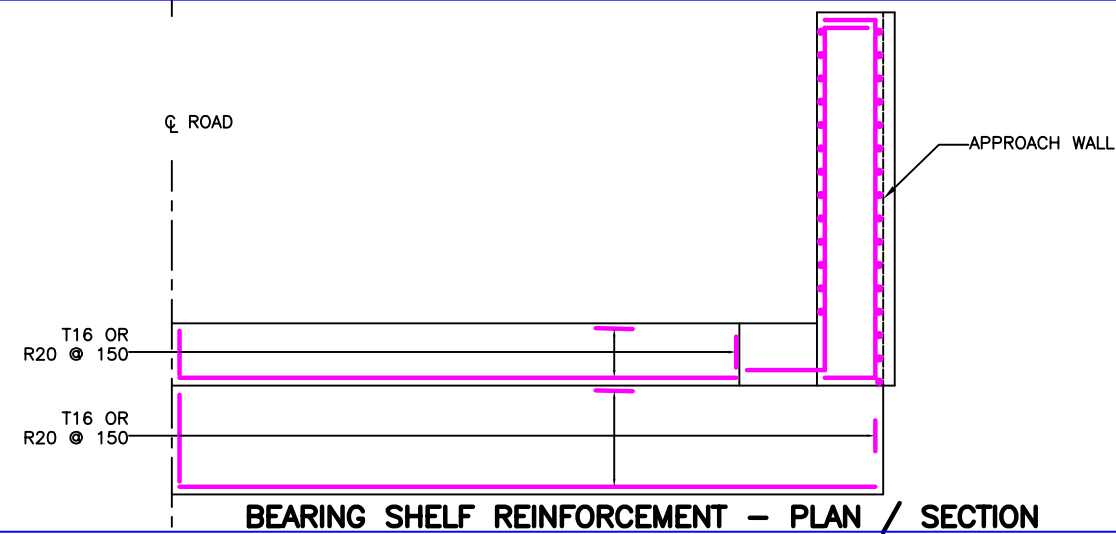 ℄ ROAD
APPROACH WALL
T16 OR
R20 @ 150
T16 OR
R20 @ 150
BEARING SHELF REINFORCEMENT - PLAN / SECTION